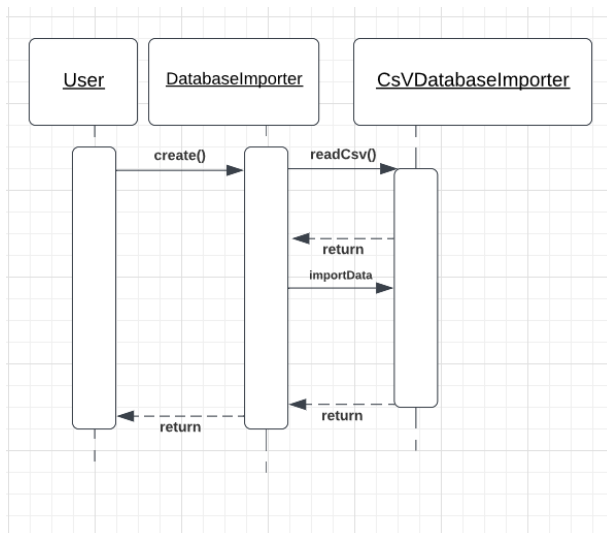 User
DatabaseImporter
CsVDatabaseImporter
create()
readCsv()
return
importData
return
return